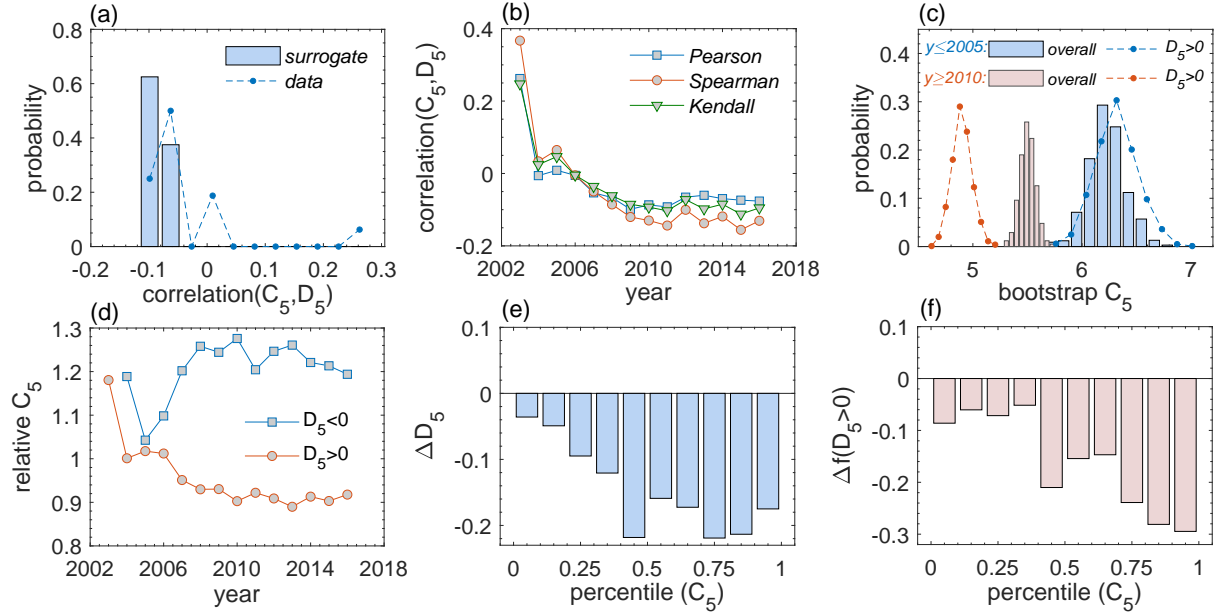 (a)
0.8
0.6
0.4
0.2
0
probability
surrogate
data
-0.2 -0.1 0 0.1 0.2 0.3
correlation(C5,D5)
(b)
0.4
0.2
0
-0.2
correlation(C5,D5)
Pearson
Spearman
Kendall
2002 2006 2010 2014 2018
year
(c)
0.5
0.4
0.3
0.2
0.1
0
probability
y≤2005: overall D5>0
y≥2010: overall D5>0
5 6 7
bootstrap C5
(d)
1.3
1.2
1.1
1
0.9
0.8
relative C5
D5<0
D5>0
2002 2006 2010 2014 2018
year
(e)
0.1
0
-0.1
-0.2
ΔD5
0 0.25 0.5 0.75 1
percentile (C5)
(f)
0.1
0
-0.1
-0.2
-0.3
Δf(D5>0)
0 0.25 0.5 0.75 1
percentile (C5)